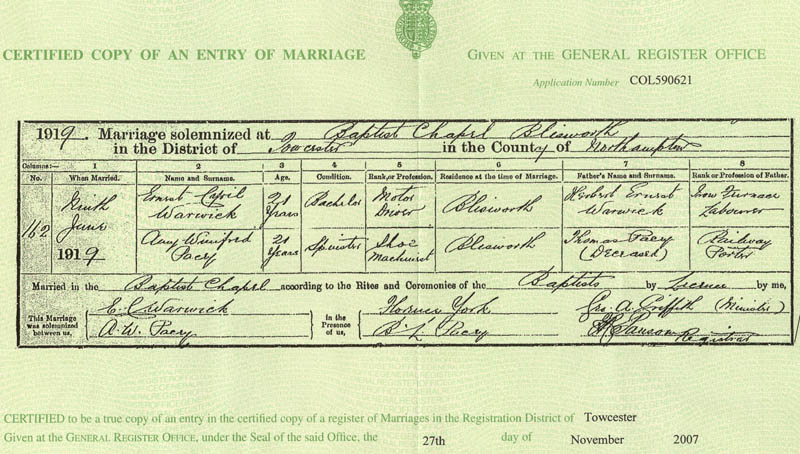 CERTIFIED COPY OF AN ENTRY OF MARRIAGE
GIVEN AT THE GENERAL REGISTER OFFICE
Application Number COL590621
1919. Marriage solemnized at Baptist Chapel Blisworth
in the District of Towcester in the County of Northampton
Columns:— 1 2 3 4 5 6 7 8
No. When Married. Name and Surname. Age. Condition. Rank or Profession. Residence at the time of Marriage. Father's Name and Surname. Rank or Profession of Father.
162 Ninth June 1919
Ernest Warwick 21 Years Bachelor Motor Driver Blisworth Herbert Ernest Warwick Iron Furnace Labourer
Amy Winifred Pacey 21 Years Spinster Shoe Machinist Blisworth Thomas Pacey (Deceased) Railway Porter
Married in the Baptist Chapel according to the Rites and Ceremonies of the Baptists by Licence by me,
This Marriage was solemnized between us, E. C. Warwick
A. W. Pacey
in the Presence of us, Florence York
Pacey
Geo. A. Griffith (Minister)
Registrar
CERTIFIED to be a true copy of an entry in the certified copy of a register of Marriages in the Registration District of Towcester
Given at the GENERAL REGISTER OFFICE, under the Seal of the said Office, the 27th day of November 2007